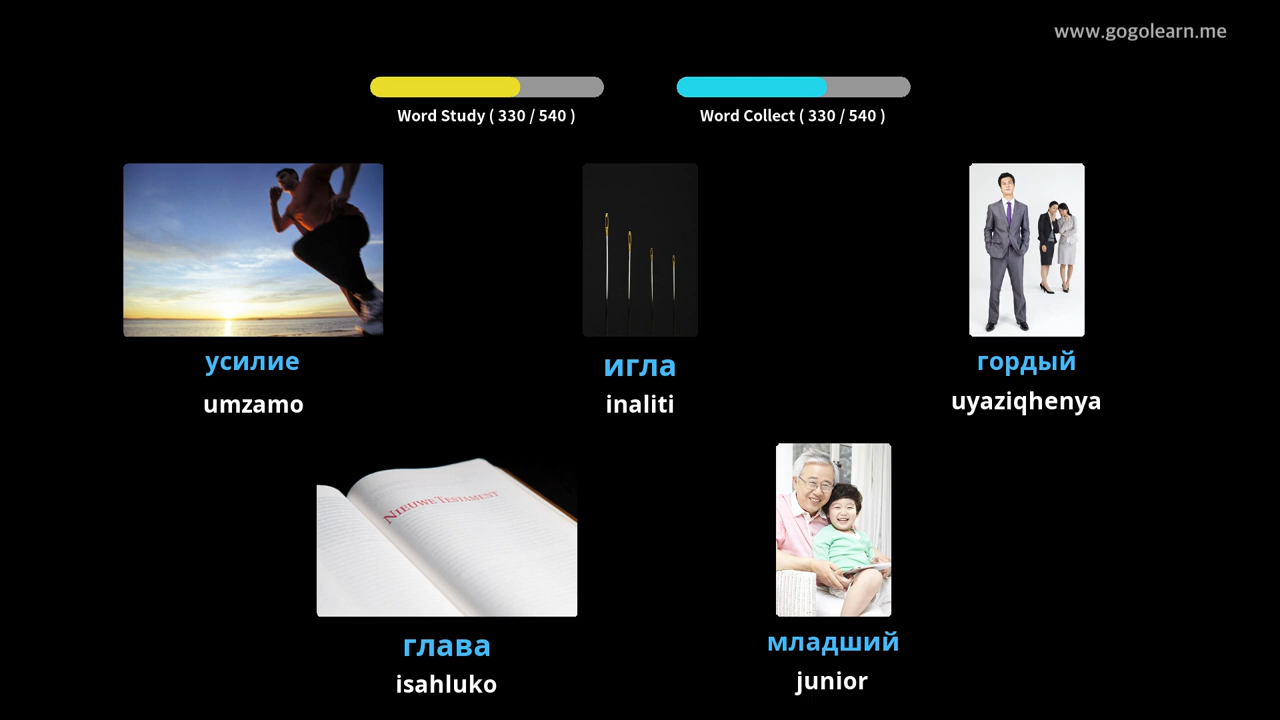 www.gogolearn.me
Word Study ( 330 / 540 )
Word Collect ( 330 / 540 )
усилие
umzamo
игла
inaliti
гордый
uyaziqhenya
NIEUWE TESTAMENT
глава
isahluko
младший
junior